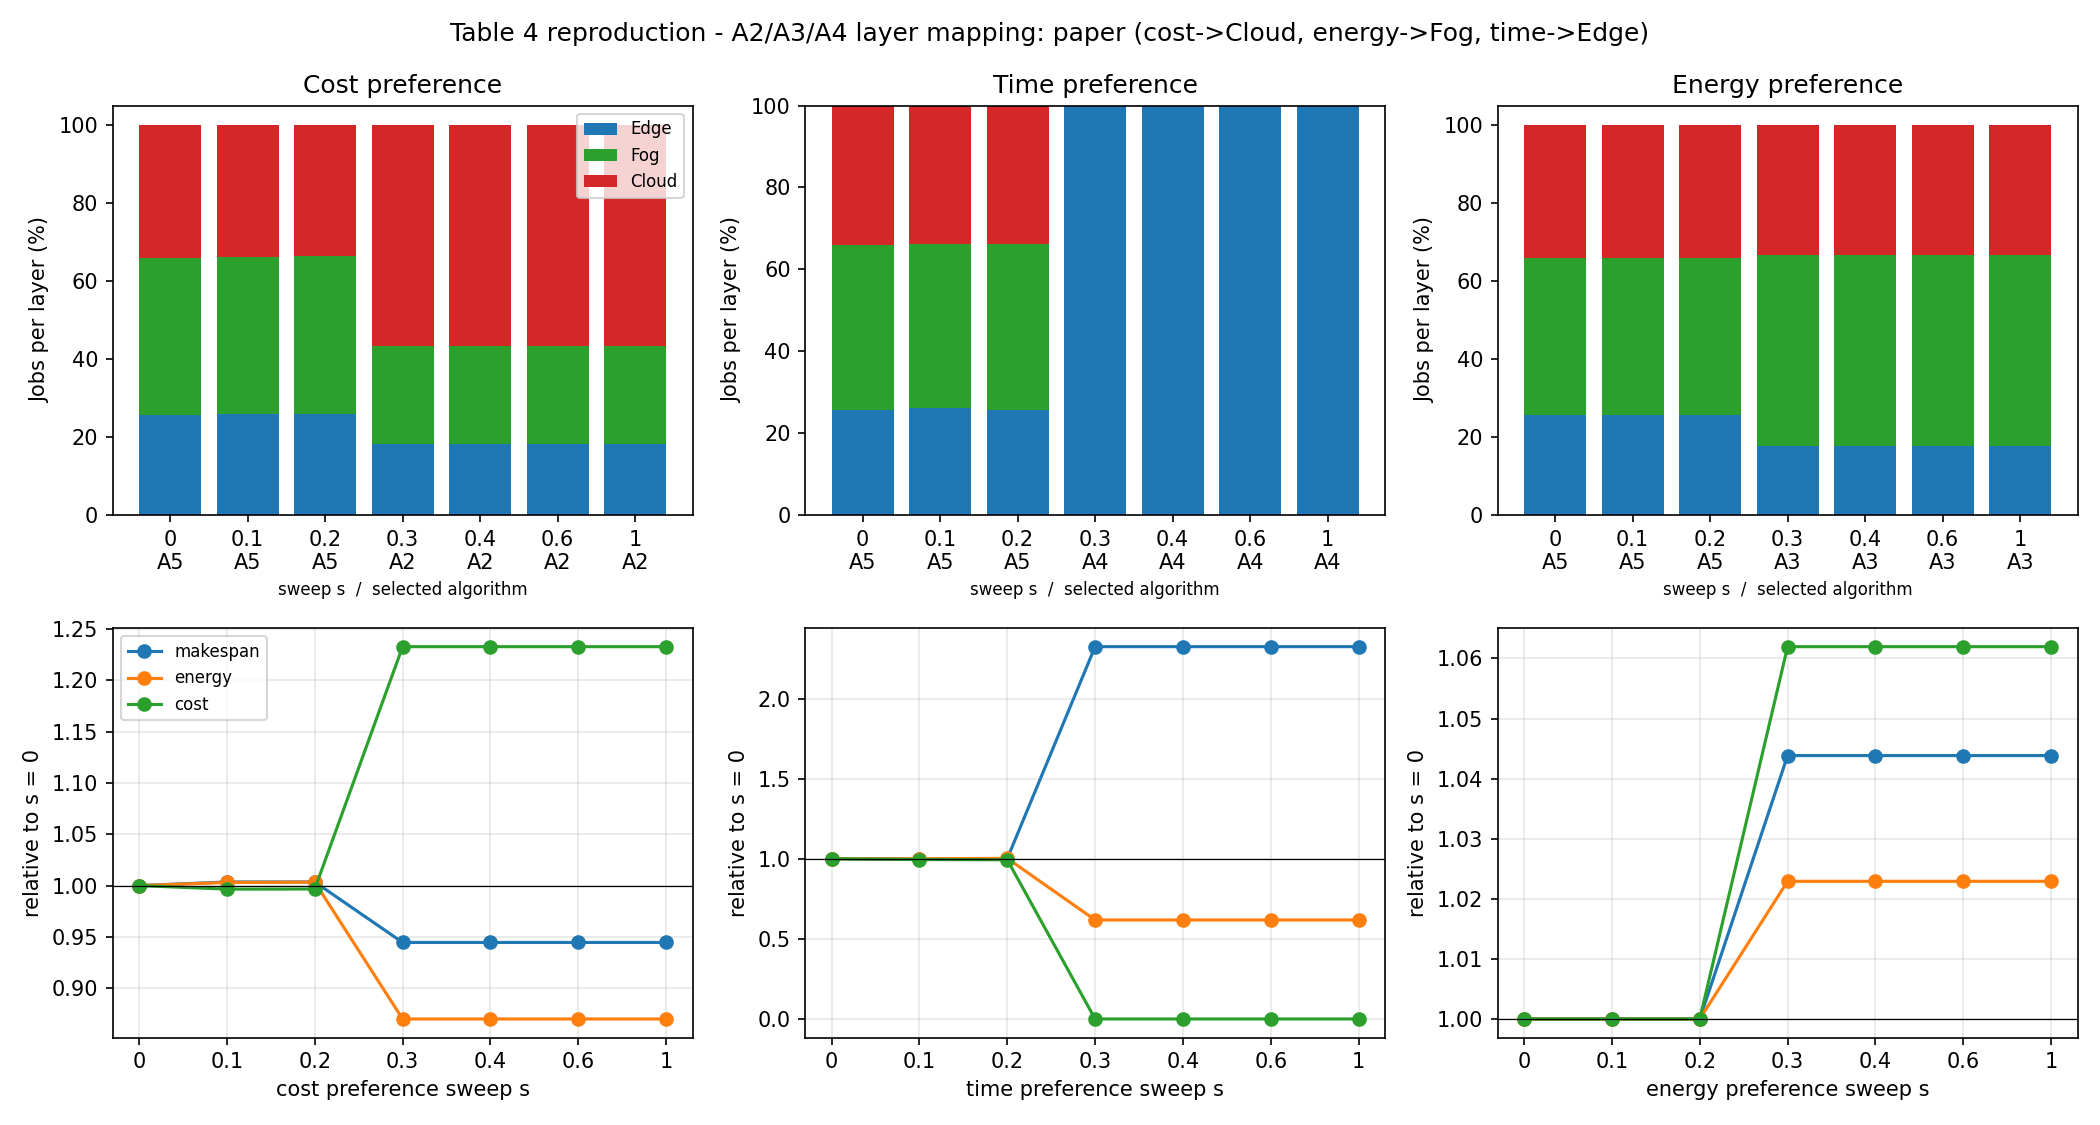 Table 4 reproduction - A2/A3/A4 layer mapping: paper (cost->Cloud, energy->Fog, time->Edge)
Cost preference
Jobs per layer (%)
100
80
60
40
20
0
Edge
Fog
Cloud
0 0.1 0.2 0.3 0.4 0.6 1
A5 A5 A5 A2 A2 A2 A2
sweep s / selected algorithm
Time preference
Jobs per layer (%)
100
80
60
40
20
0
0 0.1 0.2 0.3 0.4 0.6 1
A5 A5 A5 A4 A4 A4 A4
sweep s / selected algorithm
Energy preference
Jobs per layer (%)
100
80
60
40
20
0
0 0.1 0.2 0.3 0.4 0.6 1
A5 A5 A5 A3 A3 A3 A3
sweep s / selected algorithm
relative to s = 0
1.25
1.20
1.15
1.10
1.05
1.00
0.95
0.90
makespan
energy
cost
0 0.1 0.2 0.3 0.4 0.6 1
cost preference sweep s
relative to s = 0
2.0
1.5
1.0
0.5
0.0
0 0.1 0.2 0.3 0.4 0.6 1
time preference sweep s
relative to s = 0
1.06
1.05
1.04
1.03
1.02
1.01
1.00
0 0.1 0.2 0.3 0.4 0.6 1
energy preference sweep s